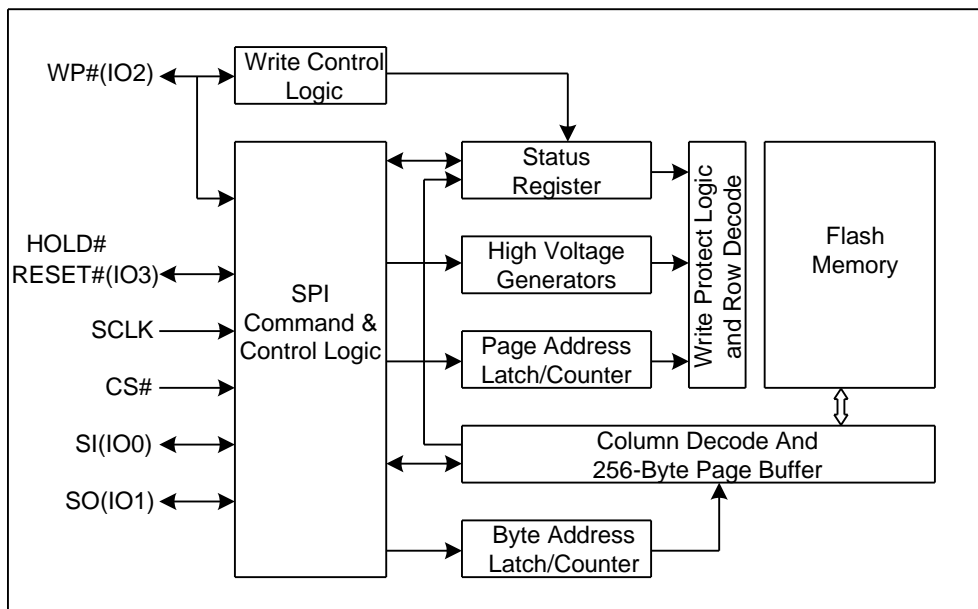 WP#(IO2)
Write Control
Logic
HOLD#
RESET#(IO3)
SCLK
CS#
SI(IO0)
SO(IO1)
SPI
Command &
Control Logic
Status
Register
High Voltage
Generators
Page Address
Latch/Counter
Write Protect Logic
and Row Decode
Flash
Memory
Column Decode And
256-Byte Page Buffer
Byte Address
Latch/Counter